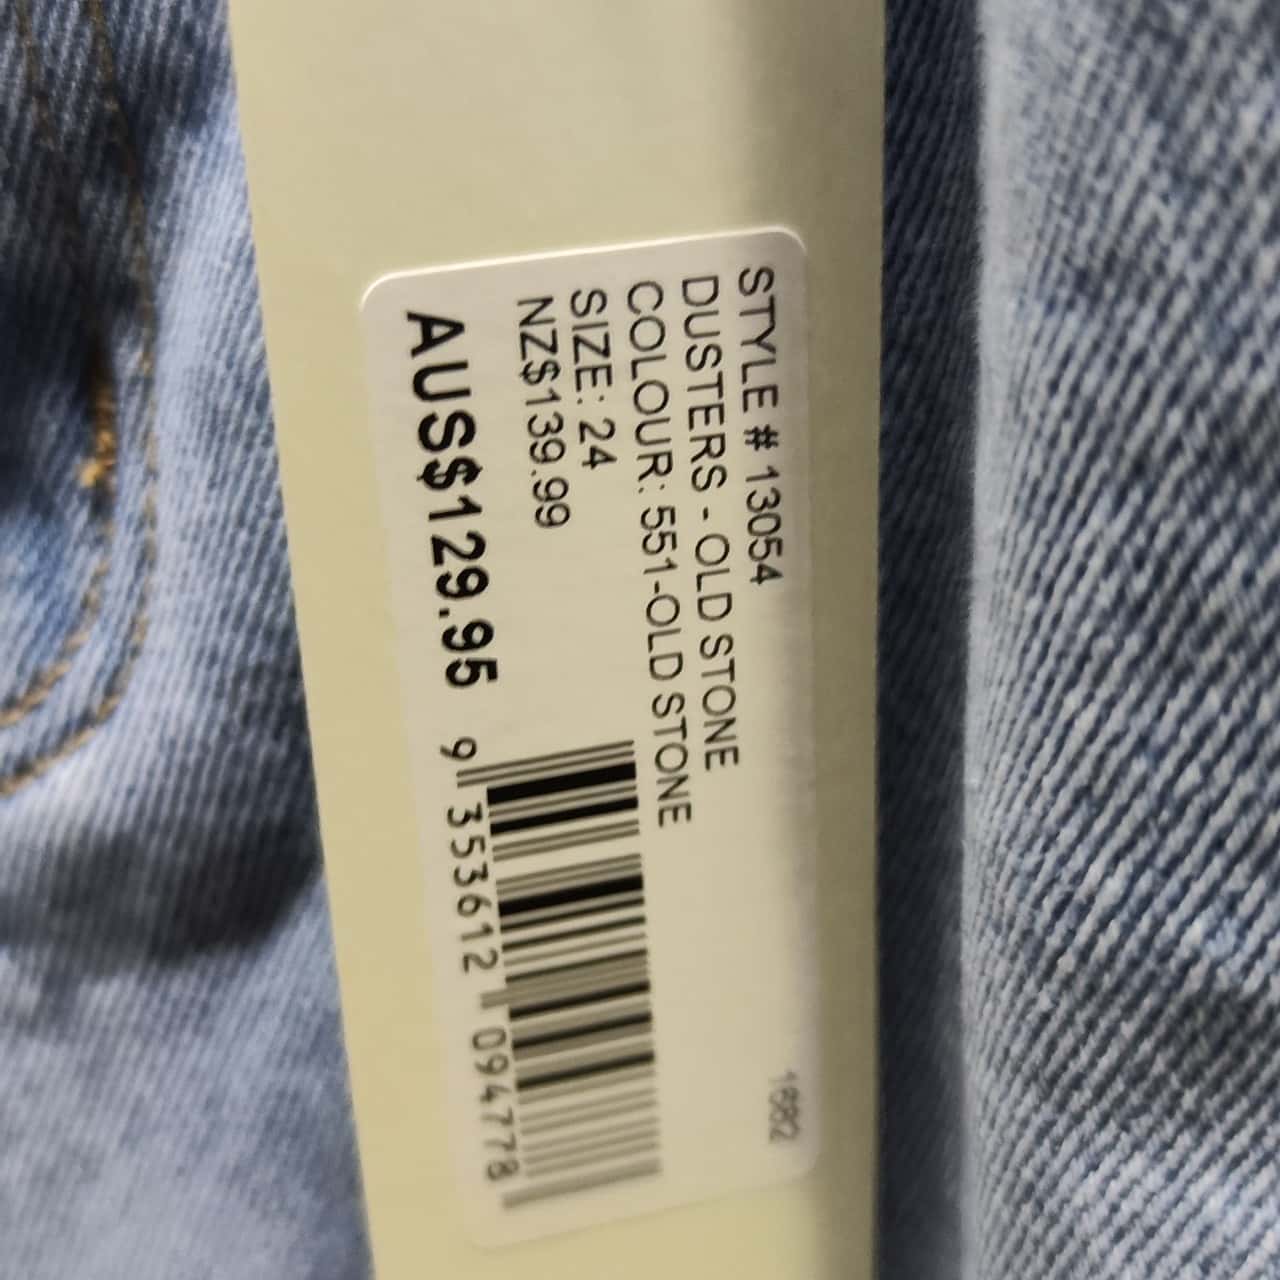 STYLE # 13054
DUSTERS - OLD STONE
COLOUR: 551-OLD STONE
SIZE: 24
NZ$139.99
AUS$129.95
9 353612 094778